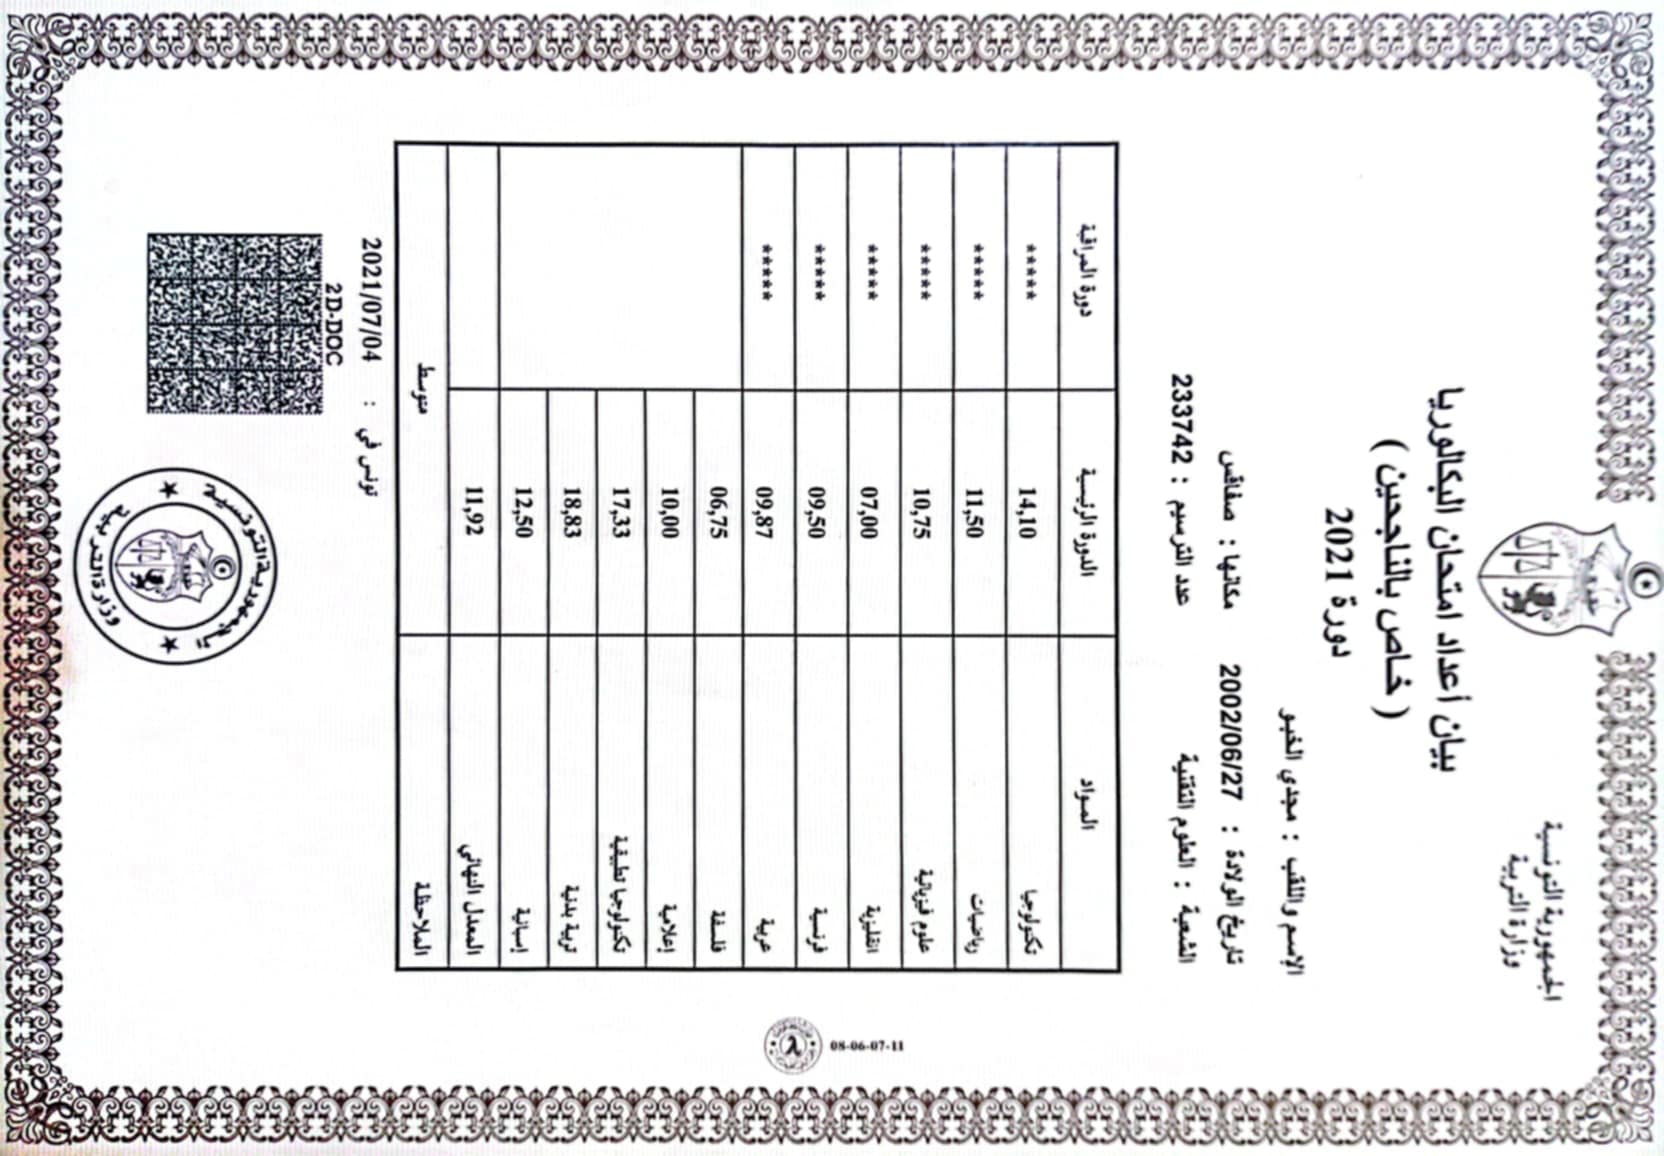 الجمهورية التونسية
وزارة التربية
بيان أعداد امتحان البكالوريا
( خاص بالناجحين )
دورة 2021
الإسم واللقب : مجدي الخبو
تاريخ الولادة : 2002/06/27 مكانها : صفاقس
الشعبة : العلوم التقنية عدد الترسيم : 233742
المواد الدورة الرئيسية دورة المراقبة
تكنولوجيا 14,10 *****
رياضيات 11,50 *****
علوم فيزيائية 10,75 *****
انقليزية 07,00 *****
فرنسية 09,50 *****
عربية 09,87 *****
فلسفة 06,75
إعلامية 10,00
تكنولوجيا تطبيقية 17,33
تربية بدنية 18,83
إسبانية 12,50
المعدل النهائي 11,92
الملاحظة متوسط
تونس في : 2021/07/04
2D-DOC
الجمهورية التونسية
وزارة التربية
08-06-07-11